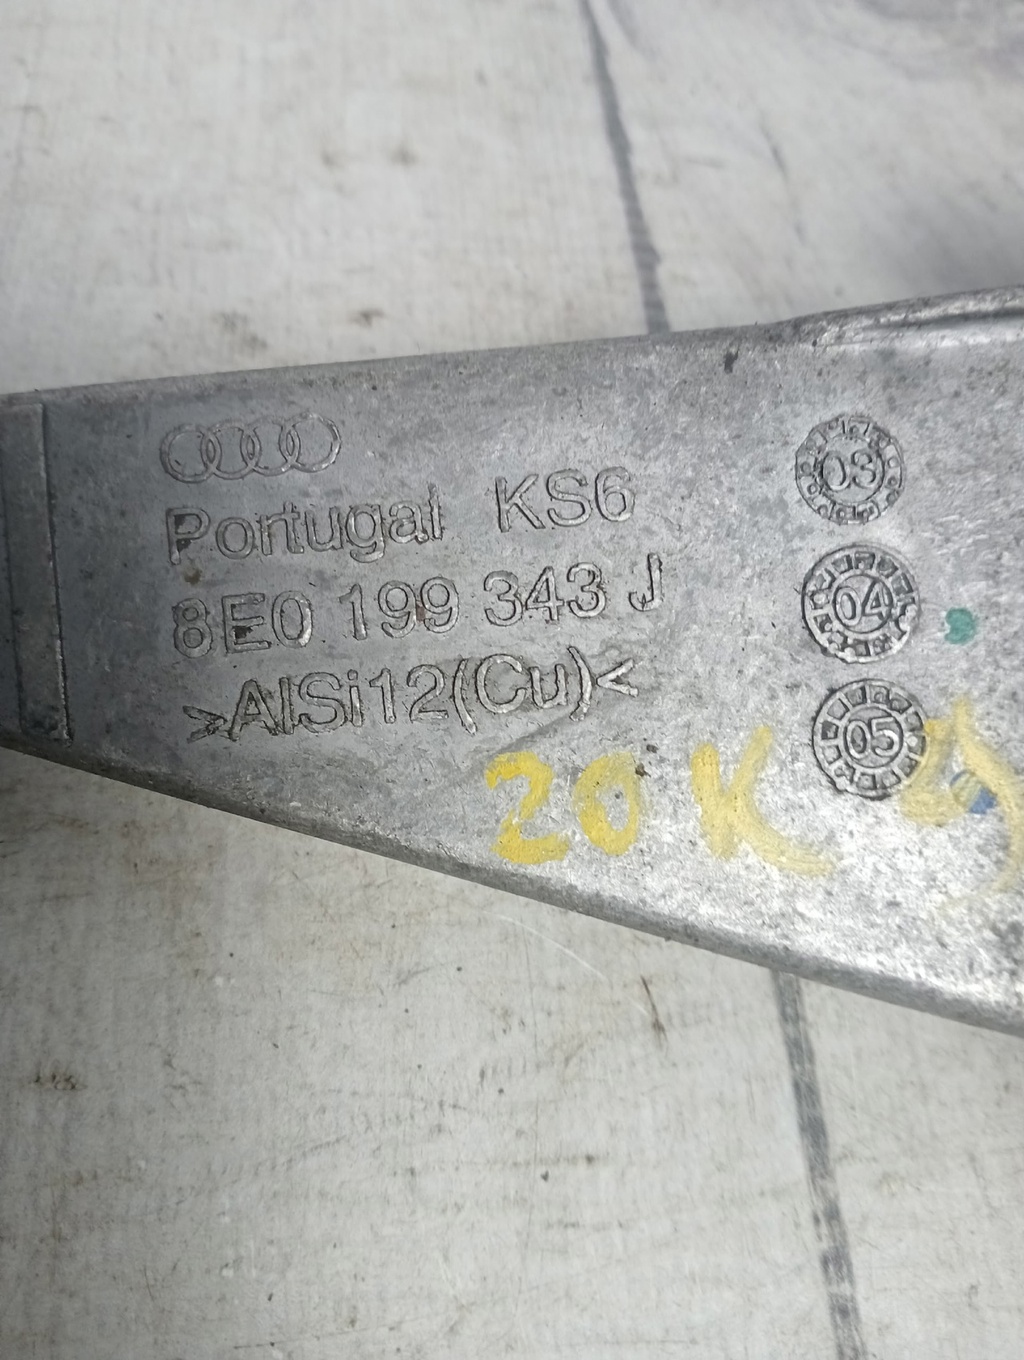 Portugal KS6
8E0 199 343 J
>AlSi12(Cu)<
03
04
05
20 K